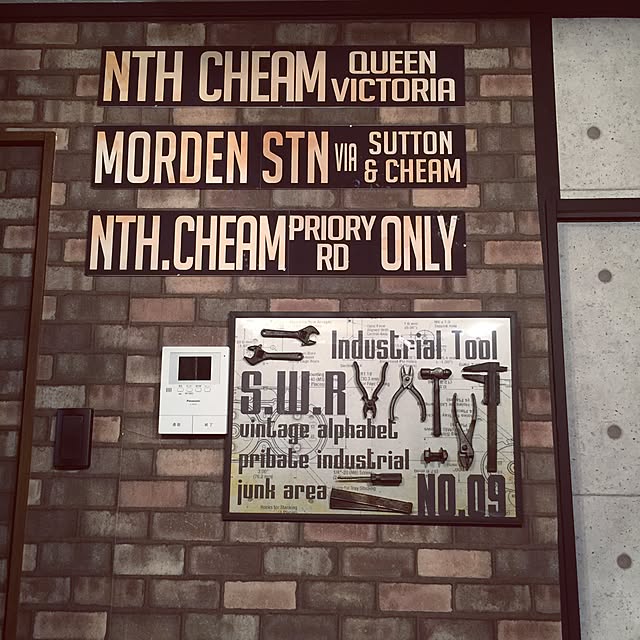 NTH CHEAM QUEEN VICTORIA
MORDEN STN VIA SUTTON & CHEAM
NTH.CHEAM PRIORY RD ONLY
Industrial Tool
S.W.R
vintage alphabet
pribate industrial
junk area
NO.09
Panasonic